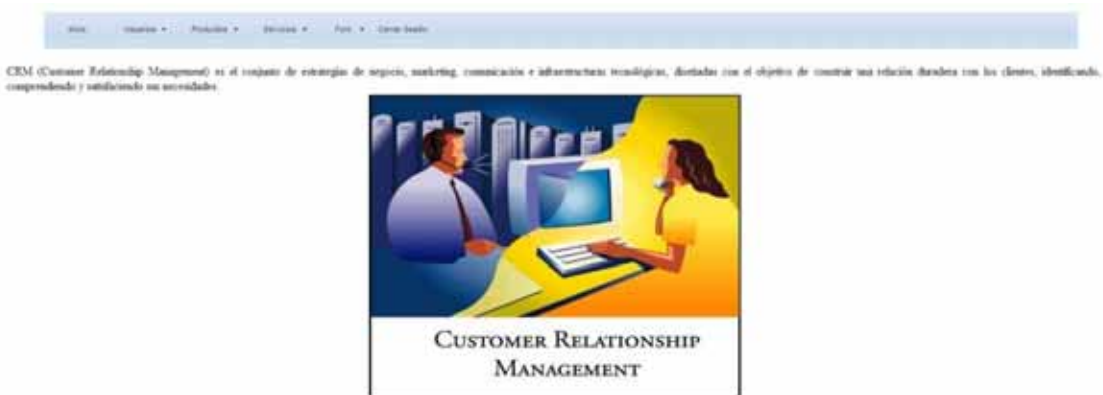 Inicio Usuarios Productos Servicios Foro Cerrar Sesión
CRM (Customer Relationship Management) es el conjunto de estrategias de negocio, marketing, comunicación e infraestructuras tecnológicas, diseñadas con el objetivo de construir una relación duradera con los clientes, identificando,
comprendiendo y satisfaciendo sus necesidades.
CUSTOMER RELATIONSHIP
MANAGEMENT